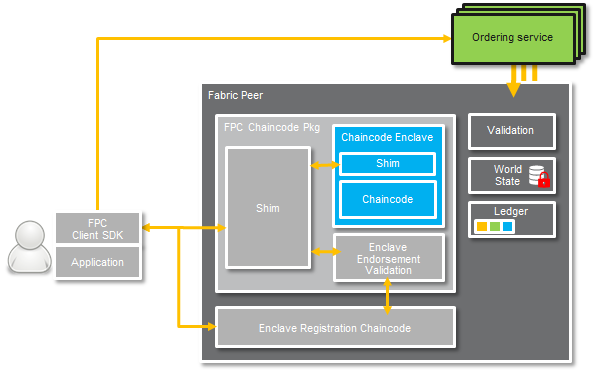 Ordering service
Fabric Peer
FPC Chaincode Pkg
Chaincode Enclave
Shim
Chaincode
Shim
Enclave
Endorsement
Validation
Enclave Registration Chaincode
Validation
World
State
Ledger
FPC
Client SDK
Application